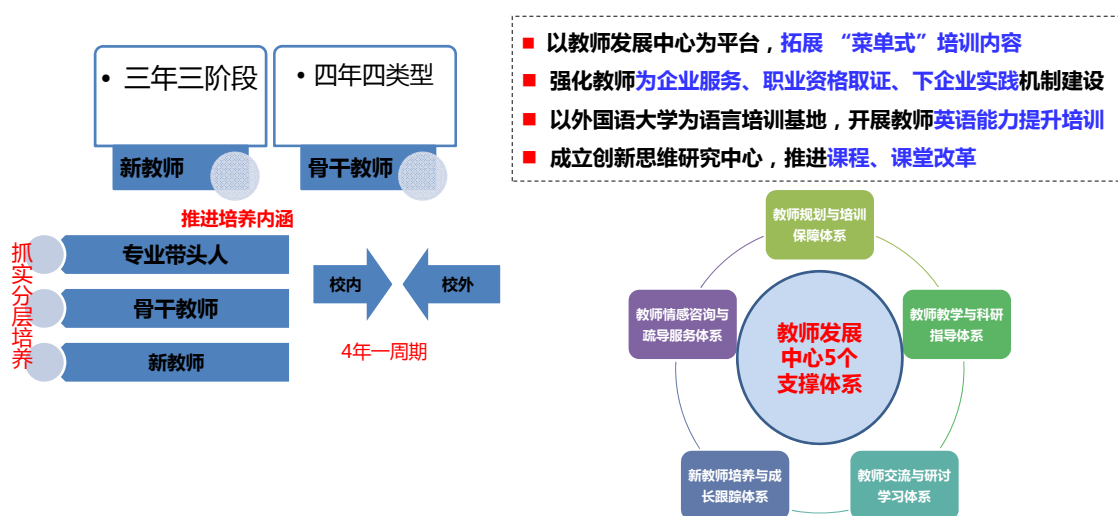 • 三年三阶段
• 四年四类型
新教师
骨干教师
推进培养内涵
抓实分层培养
专业带头人
骨干教师
新教师
校内
校外
4年一周期
■ 以教师发展中心为平台，拓展 “菜单式”培训内容
■ 强化教师为企业服务、职业资格取证、下企业实践机制建设
■ 以外国语大学为语言培训基地，开展教师英语能力提升培训
■ 成立创新思维研究中心，推进课程、课堂改革
教师规划与培训
保障体系
教师情感咨询与
疏导服务体系
教师教学与科研
指导体系
教师发展
中心5个
支撑体系
新教师培养与成
长跟踪体系
教师交流与研讨
学习体系